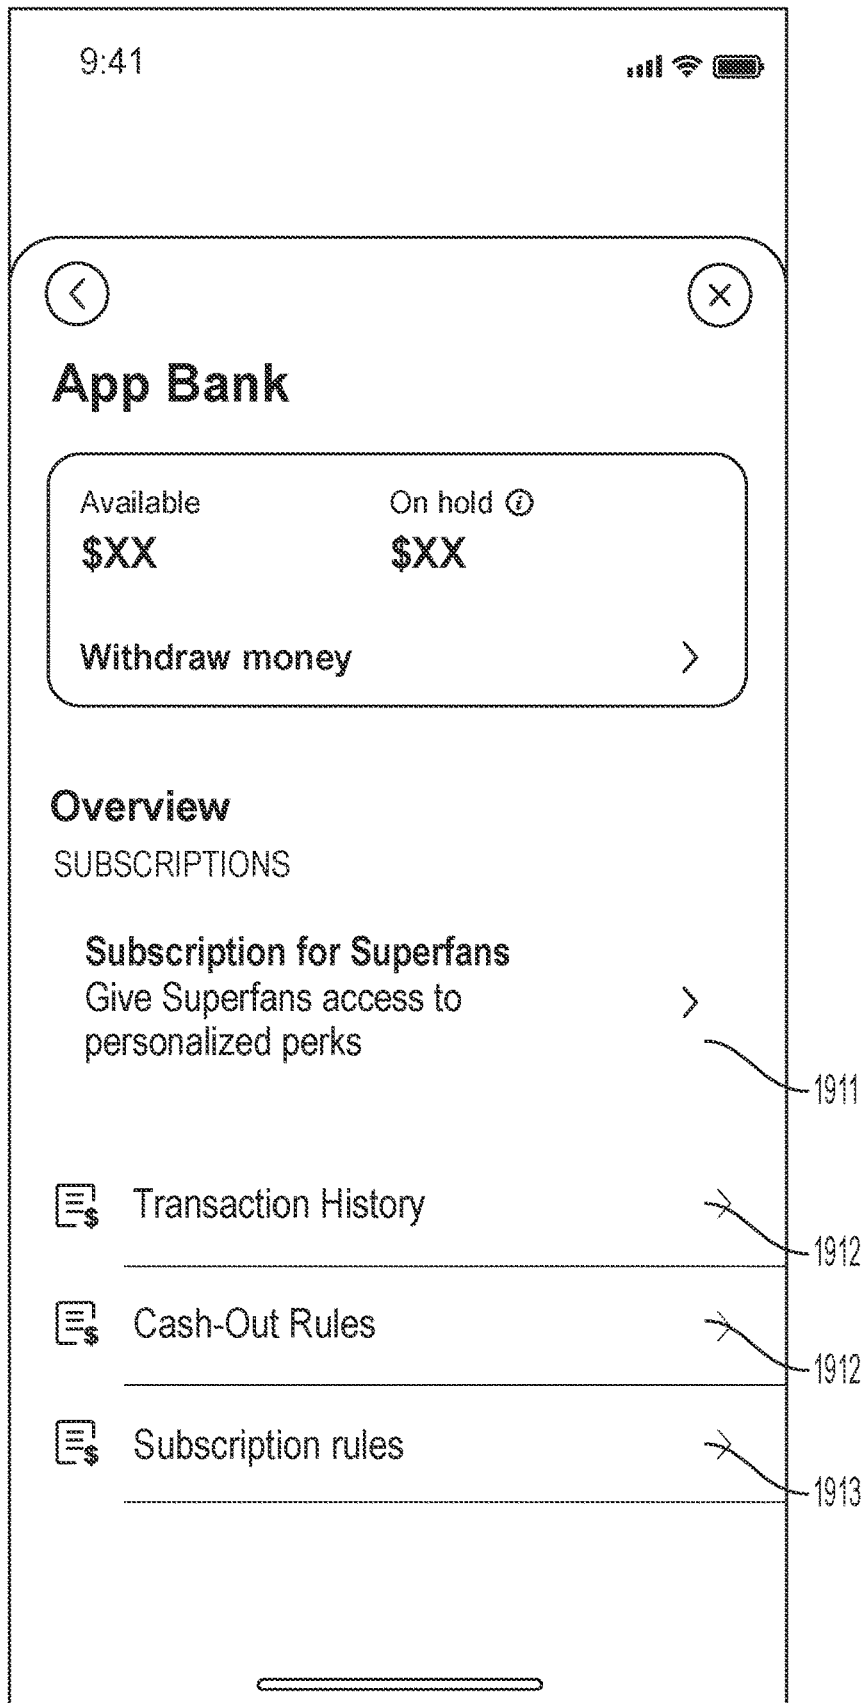 9:41
App Bank
Available On hold
$XX $XX
Withdraw money
Overview
SUBSCRIPTIONS
Subscription for Superfans
Give Superfans access to
personalized perks
1911
Transaction History
1912
Cash-Out Rules
1912
Subscription rules
1913